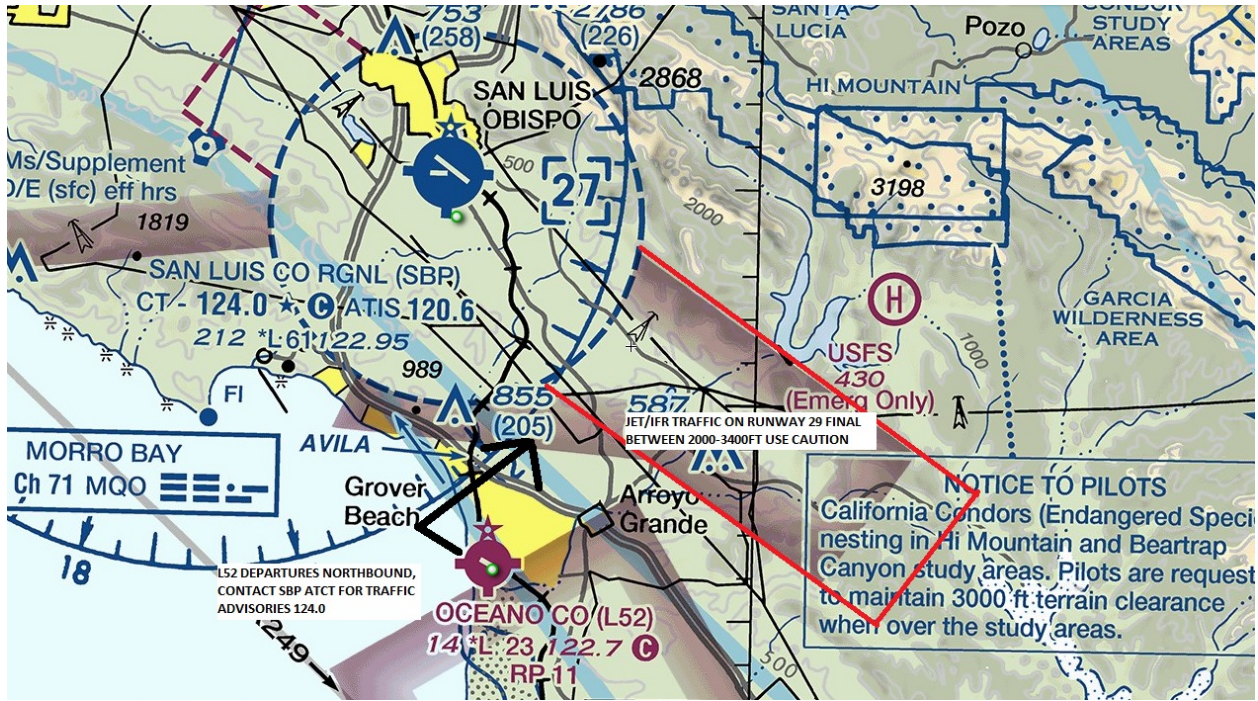 753
(258)
2786
(226)
SANTA
LUCIA
Pozo
CONDOR
STUDY
AREAS
2868
HI MOUNTAIN
SAN LUIS
OBISPO
500
27
3198
2000
Ms/Supplement
D/E (sfc) eff hrs
1819
SAN LUIS CO RGNL (SBP)
CT - 124.0 ★ C ATIS 120.6
212 *L 61 122.95
H
GARCIA
WILDERNESS
AREA
1000
USFS
430
(Emerg Only)
989
Fl
855
(205)
587
JET/IFR TRAFFIC ON RUNWAY 29 FINAL
BETWEEN 2000-3400FT USE CAUTION
AVILA
MORRO BAY
Ch 71 MQO
Grover
Beach
Arroyo
Grande
NOTICE TO PILOTS
California Condors (Endangered Speci
nesting in Hi Mountain and Beartrap
Canyon study areas. Pilots are request
to maintain 3000 ft terrain clearance
when over the study areas.
18
L52 DEPARTURES NORTHBOUND,
CONTACT SBP ATCT FOR TRAFFIC
ADVISORIES 124.0
OCEANO CO (L52)
14 *L 23 122.7 C
RP 11
249
500